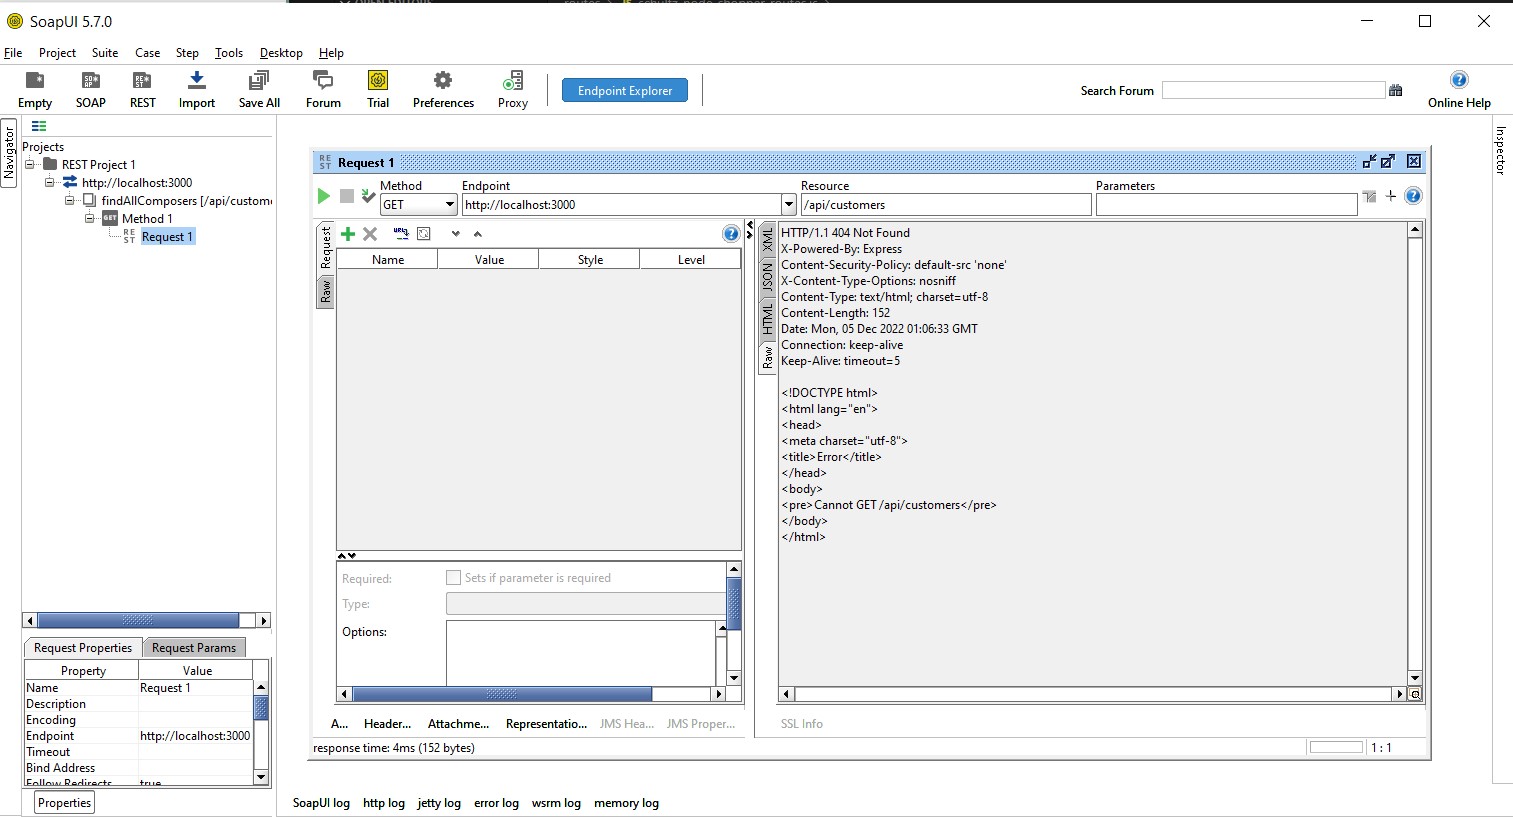 OPEN EDITORS
SoapUI 5.7.0
File Project Suite Case Step Tools Desktop Help
Empty SOAP REST Import Save All Forum Trial Preferences Proxy Endpoint Explorer Search Forum Online Help
Navigator
Projects
REST Project 1
http://localhost:3000
findAllComposers [/api/custome
GET Method 1
REST Request 1
Request Properties Request Params
Property Value
Name Request 1
Description
Encoding
Endpoint http://localhost:3000
Timeout
Bind Address
Follow Redirects true
Properties
REST Request 1
Method Endpoint Resource Parameters
GET http://localhost:3000 /api/customers
Request
Raw
Name Value Style Level
Required: Sets if parameter is required
Type:
Options:
A... Header... Attachme... Representatio... JMS Hea... JMS Proper...
XML
JSON
HTML
Raw
HTTP/1.1 404 Not Found
X-Powered-By: Express
Content-Security-Policy: default-src 'none'
X-Content-Type-Options: nosniff
Content-Type: text/html; charset=utf-8
Content-Length: 152
Date: Mon, 05 Dec 2022 01:06:33 GMT
Connection: keep-alive
Keep-Alive: timeout=5
<!DOCTYPE html>
<html lang="en">
<head>
<meta charset="utf-8">
<title>Error</title>
</head>
<body>
<pre>Cannot GET /api/customers</pre>
</body>
</html>
SSL Info
response time: 4ms (152 bytes)
1 : 1
Inspector
SoapUI log http log jetty log error log wsrm log memory log